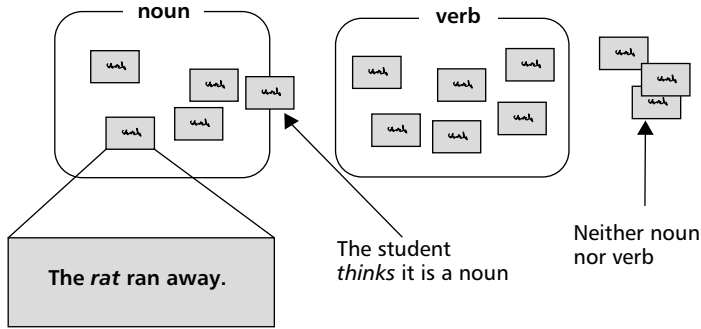 noun
verb
The rat ran away.
The student
thinks it is a noun
Neither noun
nor verb